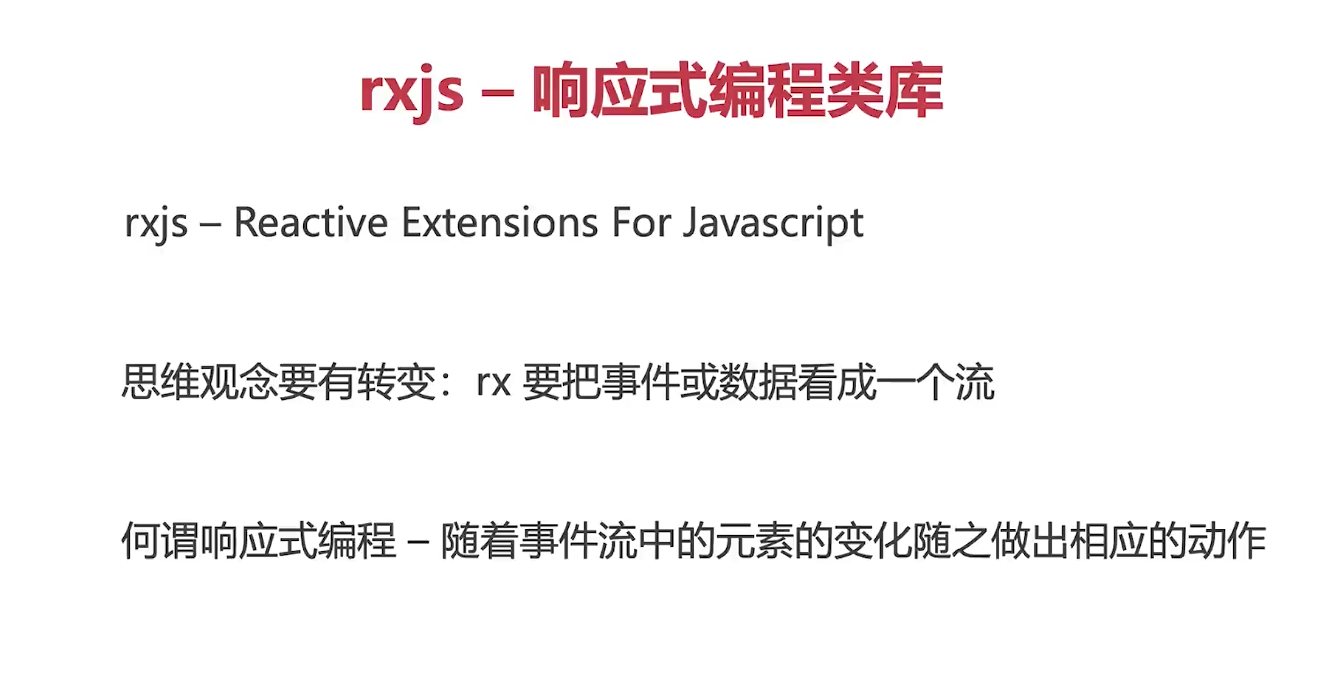 rxjs – 响应式编程类库
rxjs – Reactive Extensions For Javascript
思维观念要有转变：rx 要把事件或数据看成一个流
何谓响应式编程 – 随着事件流中的元素的变化随之做出相应的动作